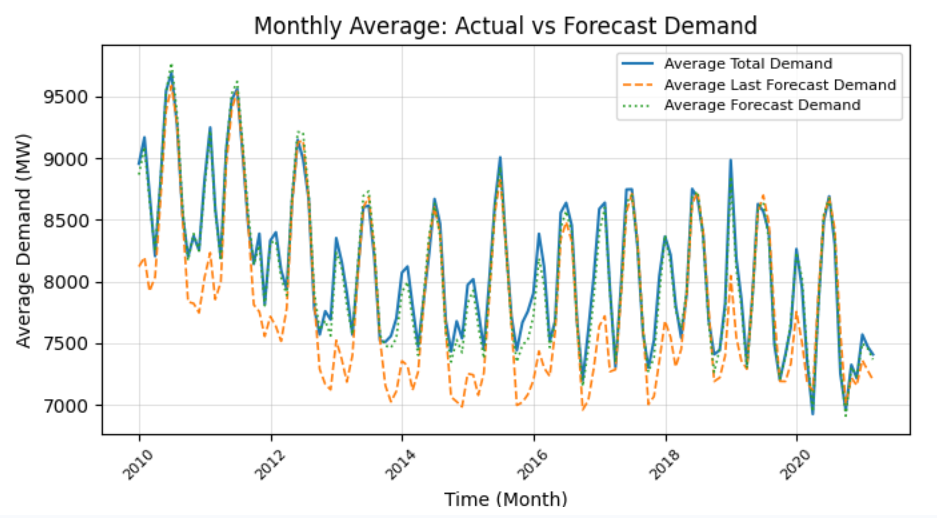 Monthly Average: Actual vs Forecast Demand
Average Total Demand
Average Last Forecast Demand
Average Forecast Demand
Average Demand (MW)
9500
9000
8500
8000
7500
7000
2010
2012
2014
2016
2018
2020
Time (Month)